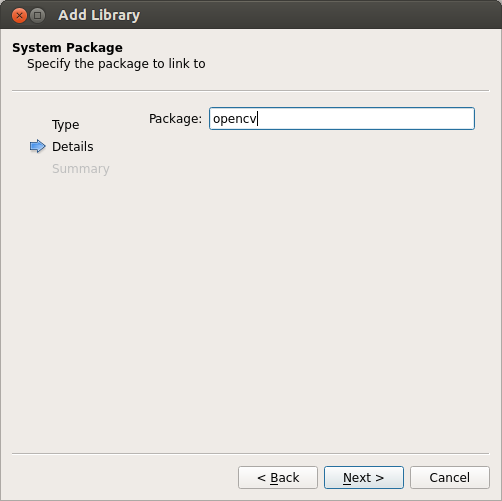 Add Library
System Package
Specify the package to link to
Type
Package: opencv
Details
Summary
< Back
Next >
Cancel